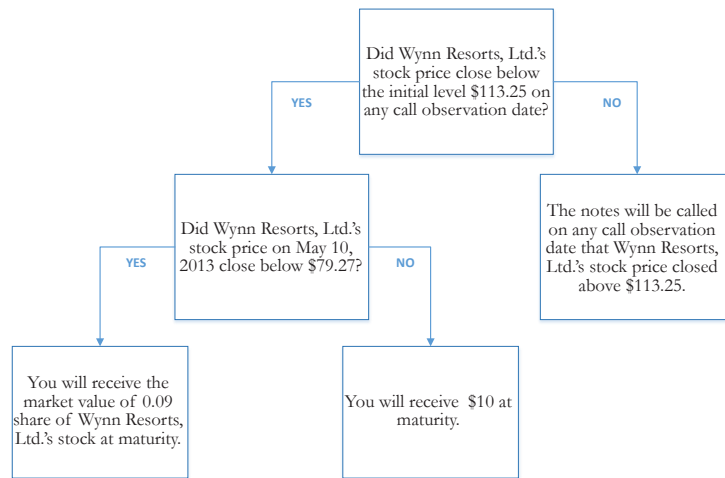 Did Wynn Resorts, Ltd.'s
stock price close below
the initial level $113.25 on
any call observation date?
YES
NO
Did Wynn Resorts, Ltd.'s
stock price on May 10,
2013 close below $79.27?
The notes will be called
on any call observation
date that Wynn Resorts,
Ltd.'s stock price closed
above $113.25.
YES
NO
You will receive the
market value of 0.09
share of Wynn Resorts,
Ltd.'s stock at maturity.
You will receive $10 at
maturity.